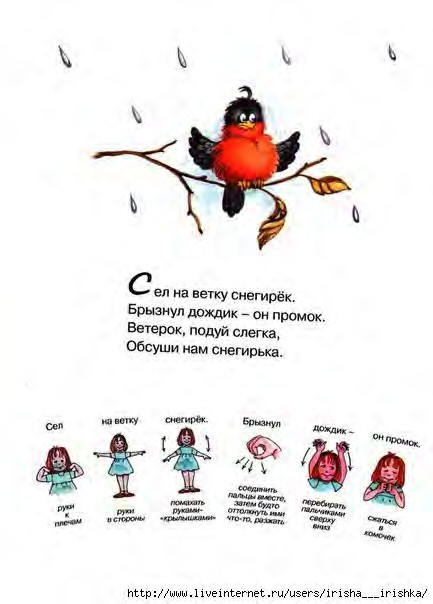 Сел на ветку снегирёк.
Брызнул дождик – он промок.
Ветерок, подуй слегка,
Обсуши нам снегирька.
Сел
руки
к
плечам
на ветку
руки
в стороны
снегирёк.
помахать
руками-
«крылышками»
Брызнул
соединить
пальцы вместе,
затем будто
оттолкнуть ими
что-то, разжать
дождик –
перебирать
пальчиками
сверху
вниз
он промок.
сжаться
в
комочек
http://www.liveinternet.ru/users/irisha___irishka/